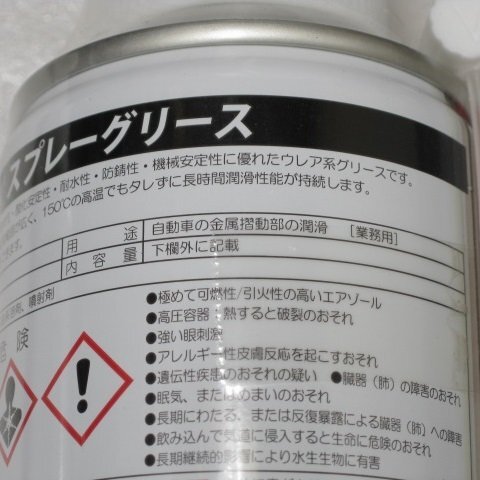 スプレーグリース
酸化安定性・耐水性・防錆性・機械安定性に優れたウレア系グリースです。
広く、150℃の高温でもタレずに長時間潤滑性能が持続します。
用途 自動車の金属摺動部の潤滑 [業務用]
内容量 下欄外に記載
溶剤、噴射剤
危険
●極めて可燃性/引火性の高いエアゾール
●高圧容器：熱すると破裂のおそれ
●強い眼刺激
●アレルギー性皮膚反応を起こすおそれ
●遺伝性疾患のおそれの疑い ●臓器（肺）の障害のおそれ
●眠気、またはめまいのおそれ
●長期にわたる、または反復暴露による臓器（肺）への障害
●飲み込んで気道に侵入すると生命に危険のおそれ
●長期継続的影響により水生生物に有害